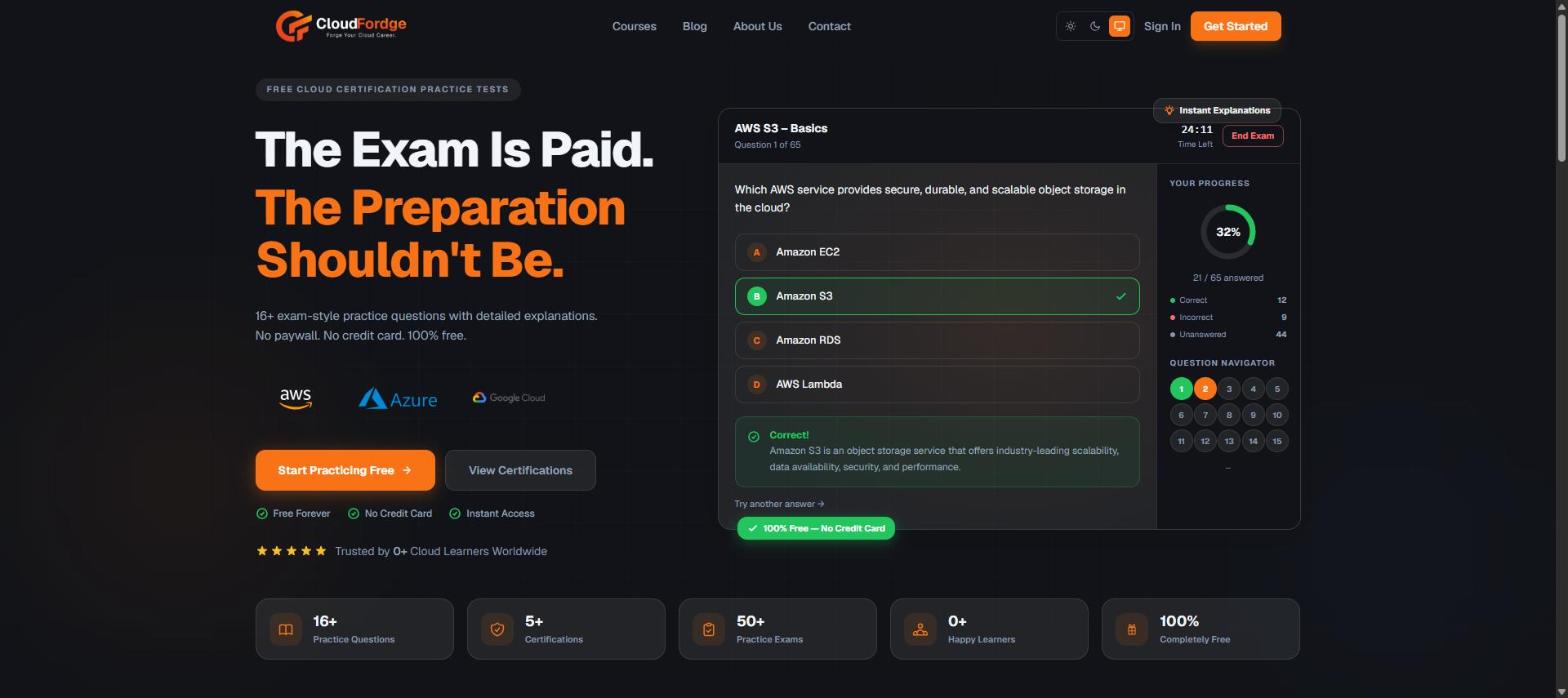 CloudFordge
Forge Your Cloud Career.
Courses
Blog
About Us
Contact
Sign In
Get Started
FREE CLOUD CERTIFICATION PRACTICE TESTS
The Exam Is Paid.
The Preparation
Shouldn't Be.
16+ exam-style practice questions with detailed explanations.
No paywall. No credit card. 100% free.
aws
Azure
Google Cloud
Start Practicing Free →
View Certifications
Free Forever
No Credit Card
Instant Access
Trusted by 0+ Cloud Learners Worldwide
Instant Explanations
AWS S3 – Basics
Question 1 of 65
24:11
Time Left
End Exam
Which AWS service provides secure, durable, and scalable object storage in
the cloud?
A Amazon EC2
B Amazon S3
C Amazon RDS
D AWS Lambda
Correct!
Amazon S3 is an object storage service that offers industry-leading scalability,
data availability, security, and performance.
Try another answer →
100% Free — No Credit Card
YOUR PROGRESS
32%
21 / 65 answered
Correct 12
Incorrect 9
Unanswered 44
QUESTION NAVIGATOR
1 2 3 4 5
6 7 8 9 10
11 12 13 14 15
...
16+
Practice Questions
5+
Certifications
50+
Practice Exams
0+
Happy Learners
100%
Completely Free